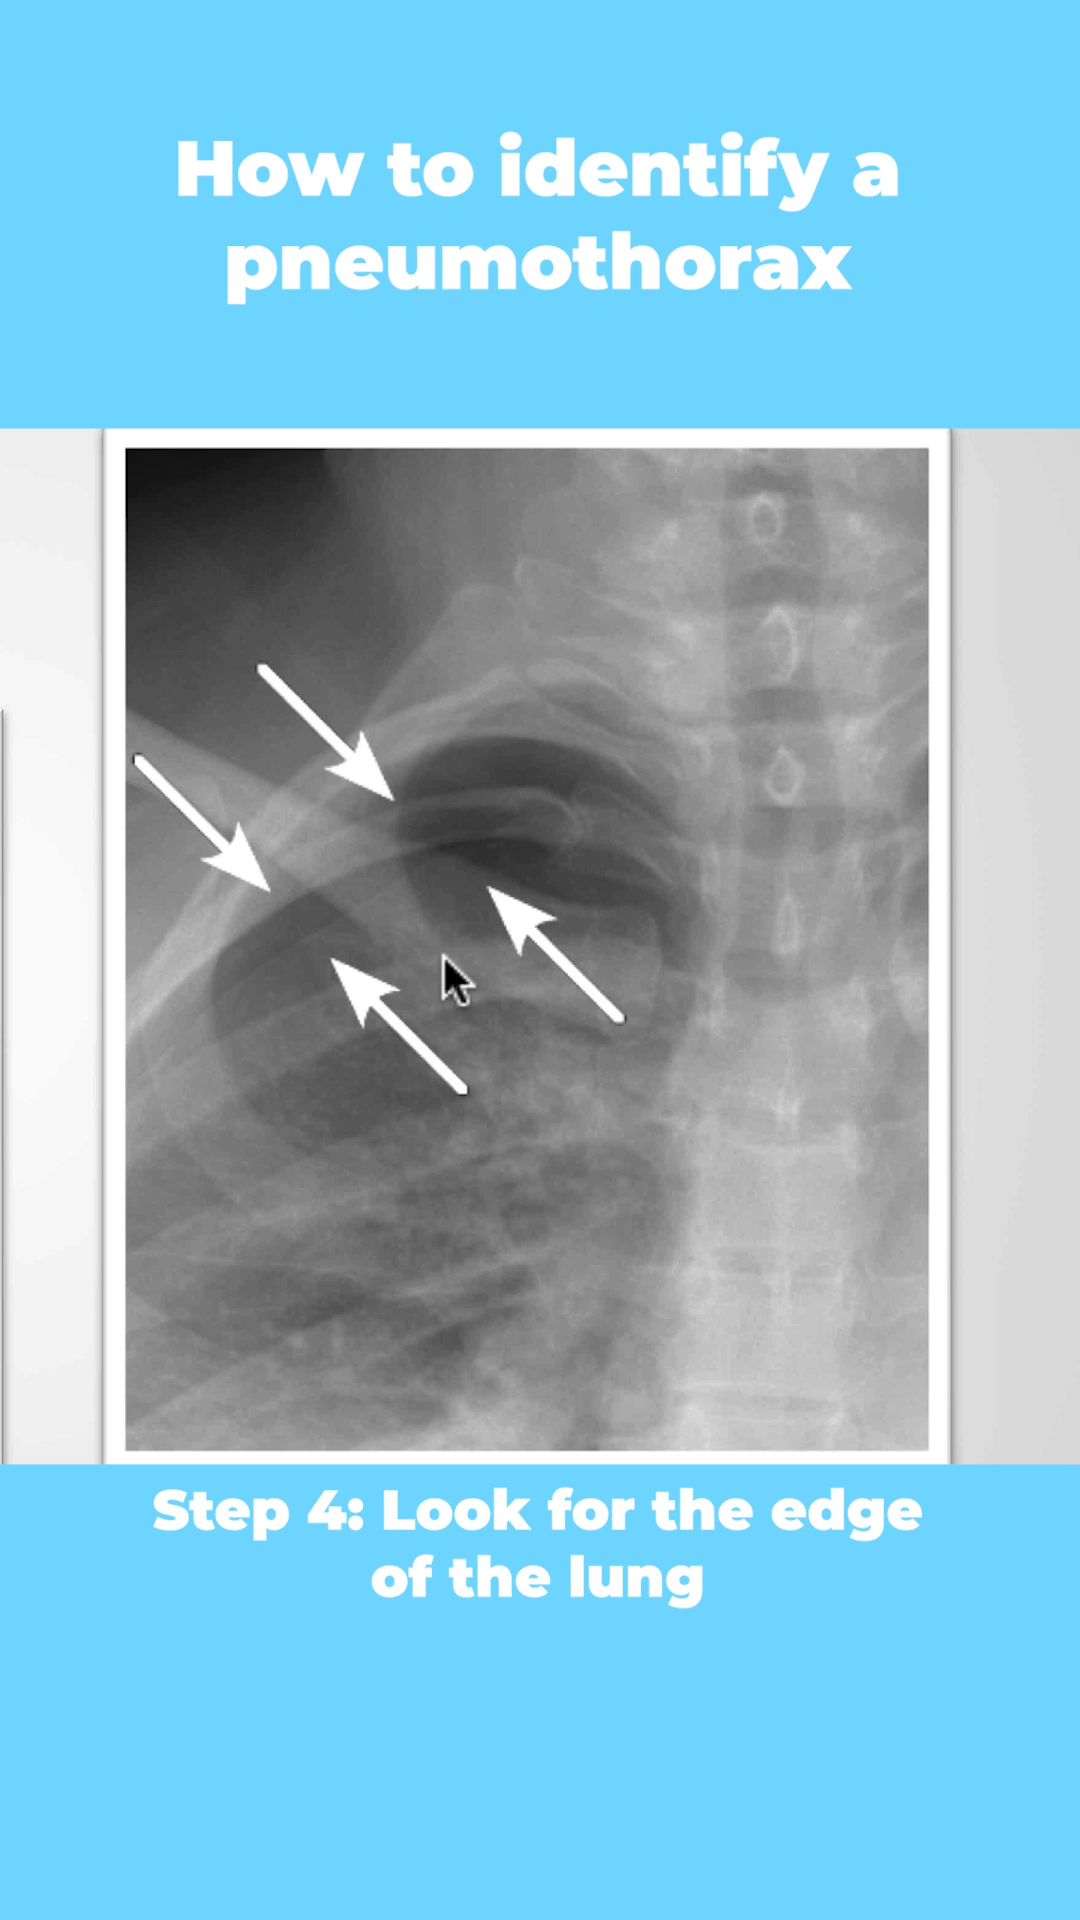 How to identify a
pneumothorax
Step 4: Look for the edge
of the lung